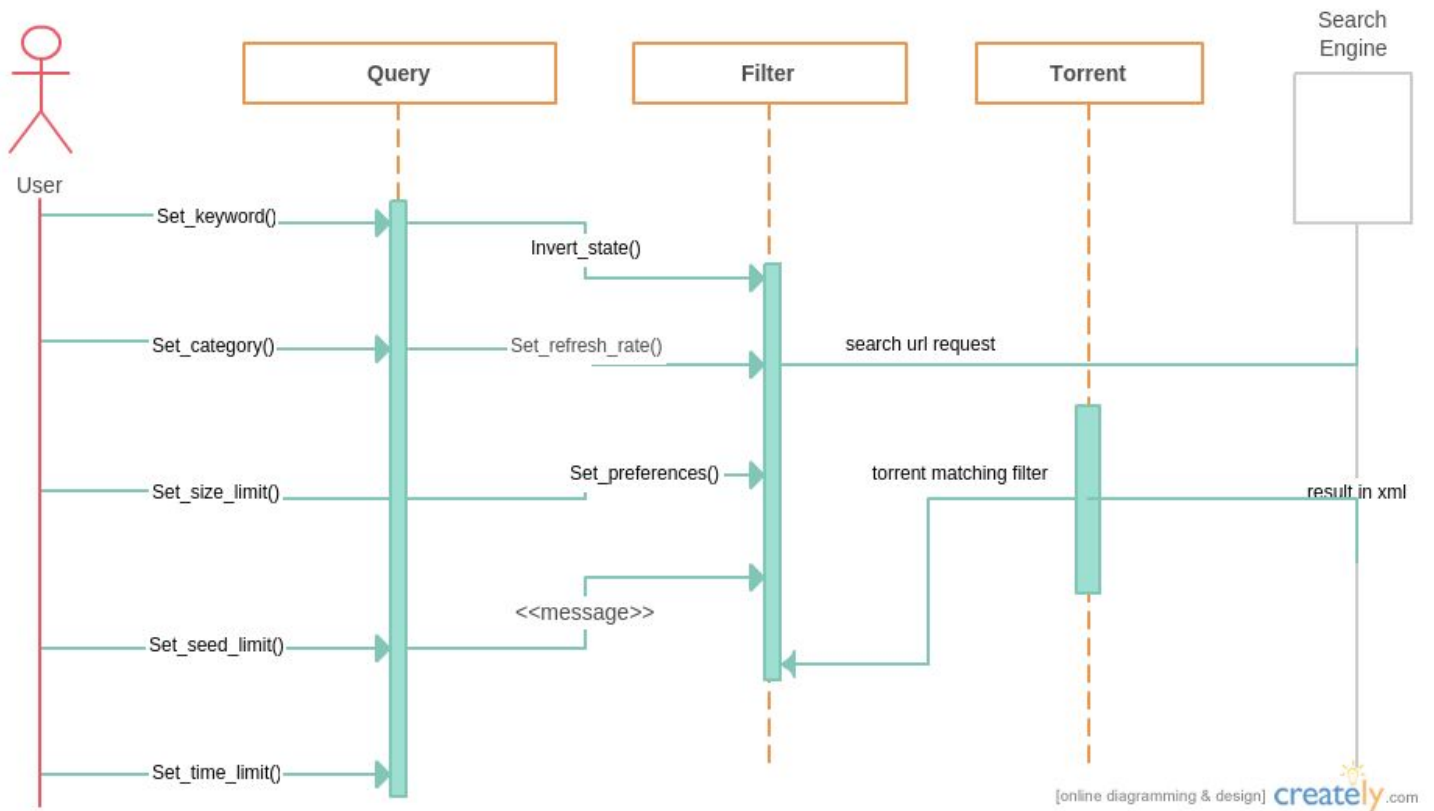 Search
Engine
Query
Filter
Torrent
User
Set_keyword()
Invert_state()
Set_category()
Set_refresh_rate()
search url request
Set_preferences()
torrent matching filter
Set_size_limit()
result in xml
<<message>>
Set_seed_limit()
Set_time_limit()
[online diagramming & design] creately.com